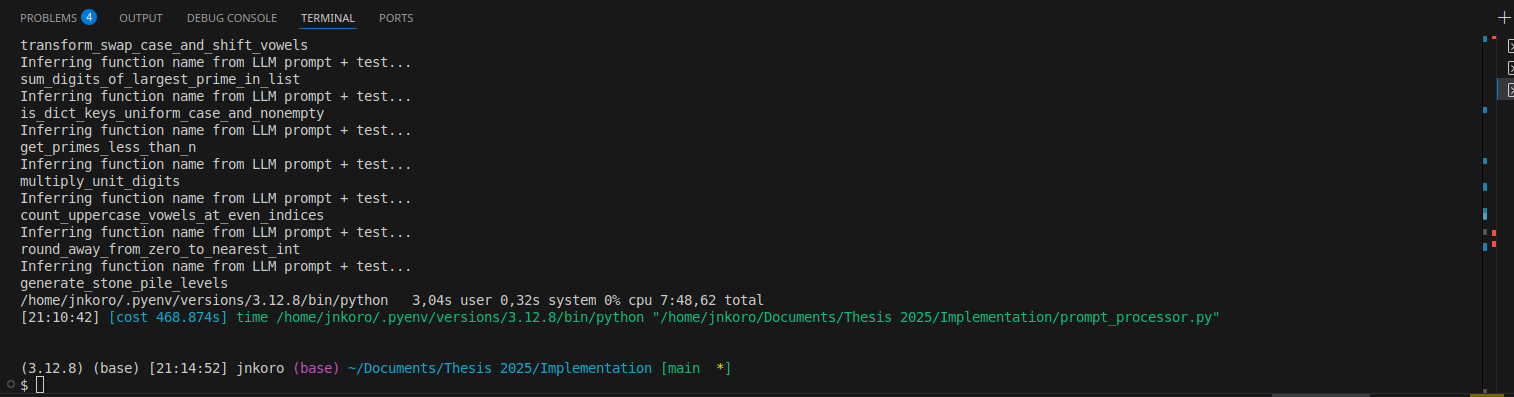 PROBLEMS 4 OUTPUT DEBUG CONSOLE TERMINAL PORTS
transform_swap_case_and_shift_vowels
Inferring function name from LLM prompt + test...
sum_digits_of_largest_prime_in_list
Inferring function name from LLM prompt + test...
is_dict_keys_uniform_case_and_nonempty
Inferring function name from LLM prompt + test...
get_primes_less_than_n
Inferring function name from LLM prompt + test...
multiply_unit_digits
Inferring function name from LLM prompt + test...
count_uppercase_vowels_at_even_indices
Inferring function name from LLM prompt + test...
round_away_from_zero_to_nearest_int
Inferring function name from LLM prompt + test...
generate_stone_pile_levels
/home/jnkoro/.pyenv/versions/3.12.8/bin/python   3,04s user 0,32s system 0% cpu 7:48,62 total
[21:10:42] [cost 468.874s] time /home/jnkoro/.pyenv/versions/3.12.8/bin/python "/home/jnkoro/Documents/Thesis 2025/Implementation/prompt_processor.py"
(3.12.8) (base) [21:14:52] jnkoro (base) ~/Documents/Thesis 2025/Implementation [main  *]
$